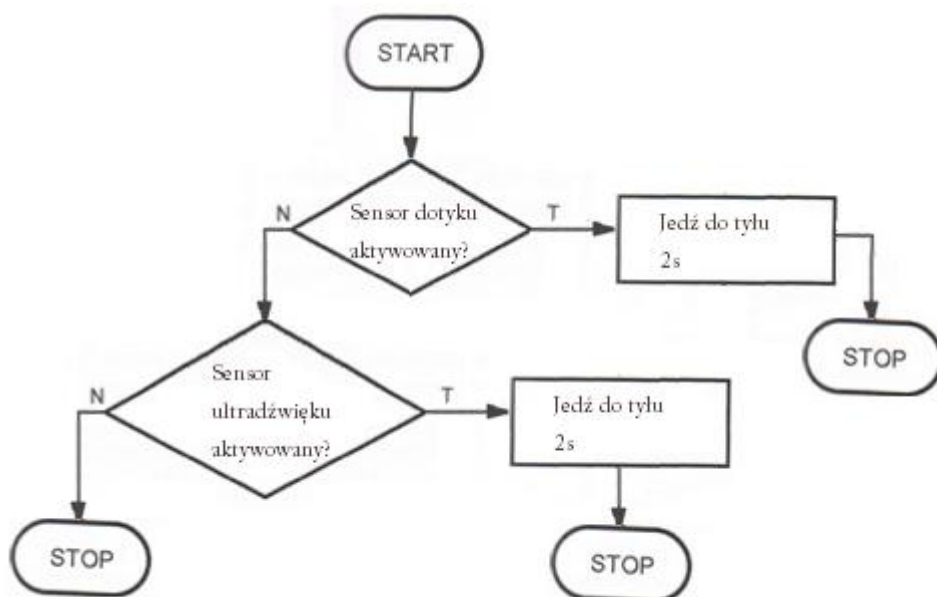 START
N
Sensor dotyku
aktywowany?
T
Jedź do tyłu
2s
STOP
N
Sensor
ultradźwięku
aktywowany?
T
Jedź do tyłu
2s
STOP
STOP